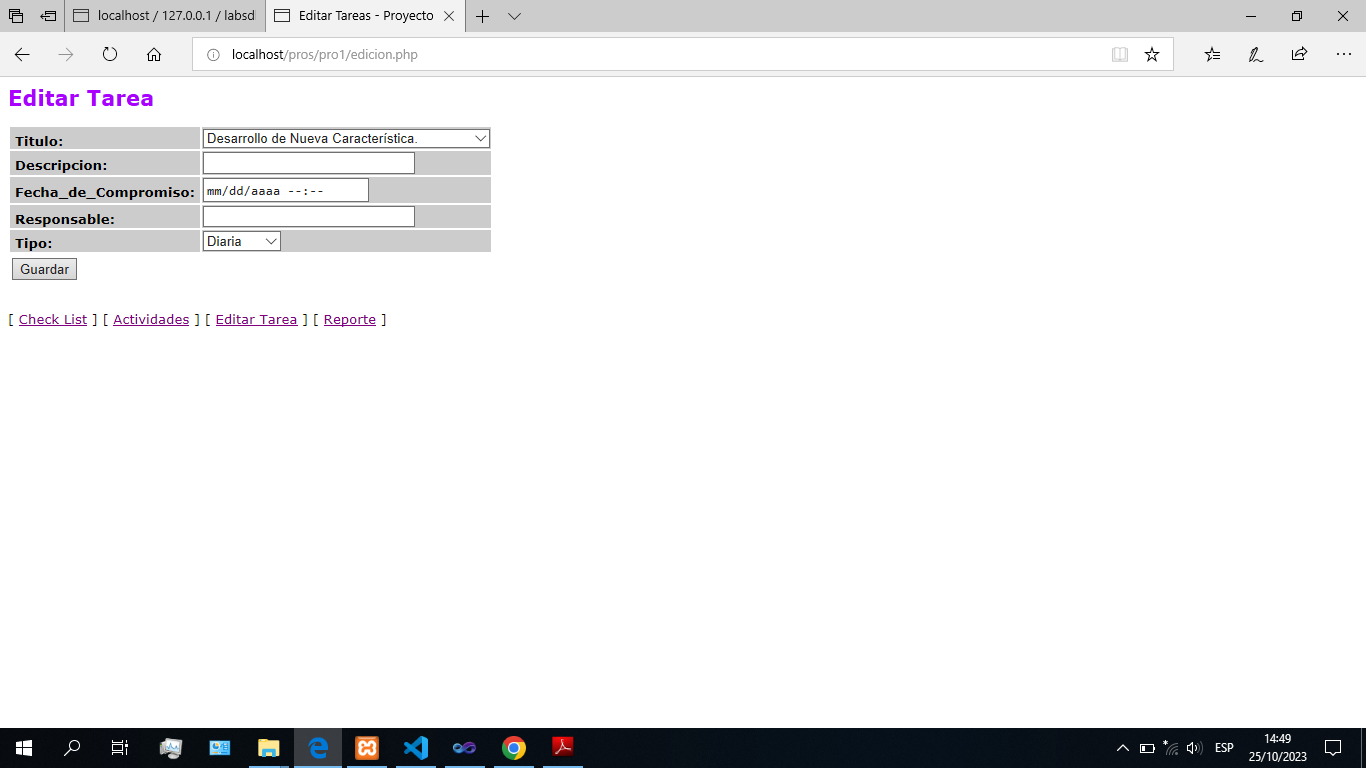 localhost / 127.0.0.1 / labsdl
Editar Tareas - Proyecto
localhost/pros/pro1/edicion.php
Editar Tarea
Titulo: Desarrollo de Nueva Característica.
Descripcion:
Fecha_de_Compromiso: mm/dd/aaaa --:--
Responsable:
Tipo: Diaria
Guardar
[ Check List ] [ Actividades ] [ Editar Tarea ] [ Reporte ]
ESP
14:49
25/10/2023